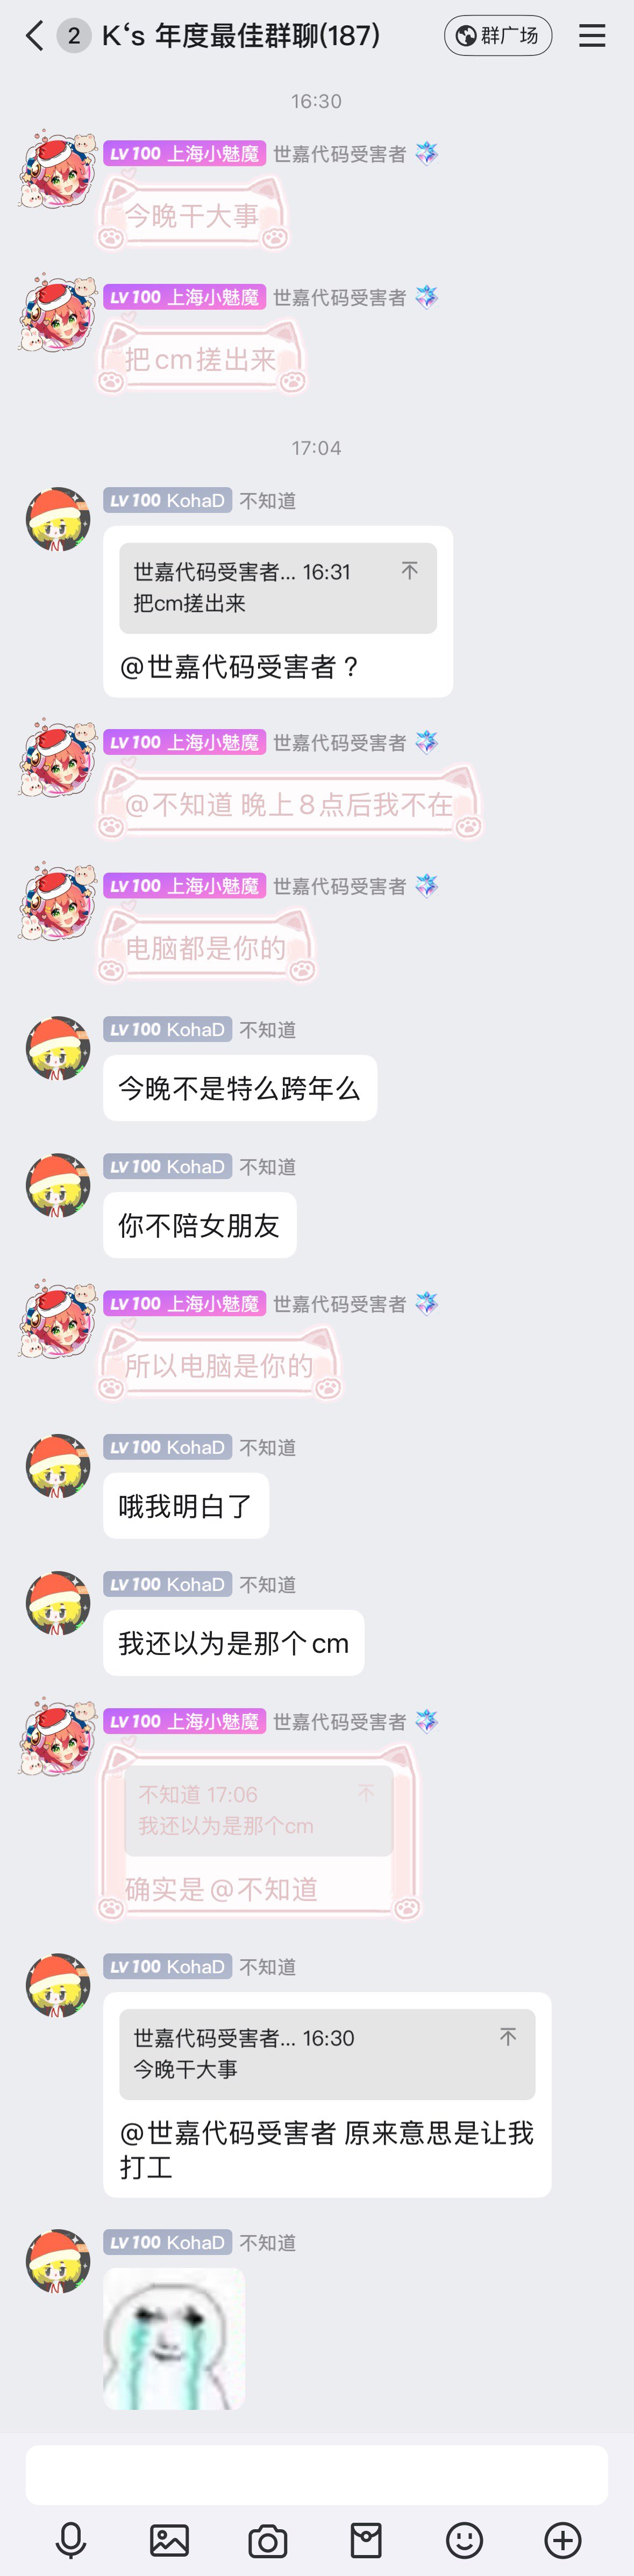 2 K‘s 年度最佳群聊(187) 群广场
16:30
LV100 上海小魅魔 世嘉代码受害者
今晚干大事
LV100 上海小魅魔 世嘉代码受害者
把cm搓出来
17:04
LV100 KohaD 不知道
世嘉代码受害者... 16:31
把cm搓出来
@世嘉代码受害者？
LV100 上海小魅魔 世嘉代码受害者
@不知道 晚上8点后我不在
LV100 上海小魅魔 世嘉代码受害者
电脑都是你的
LV100 KohaD 不知道
今晚不是特么跨年么
LV100 KohaD 不知道
你不陪女朋友
LV100 上海小魅魔 世嘉代码受害者
所以电脑是你的
LV100 KohaD 不知道
哦我明白了
LV100 KohaD 不知道
我还以为是那个cm
LV100 上海小魅魔 世嘉代码受害者
不知道 17:06
我还以为是那个cm
确实是@不知道
LV100 KohaD 不知道
世嘉代码受害者... 16:30
今晚干大事
@世嘉代码受害者 原来意思是让我
打工
LV100 KohaD 不知道